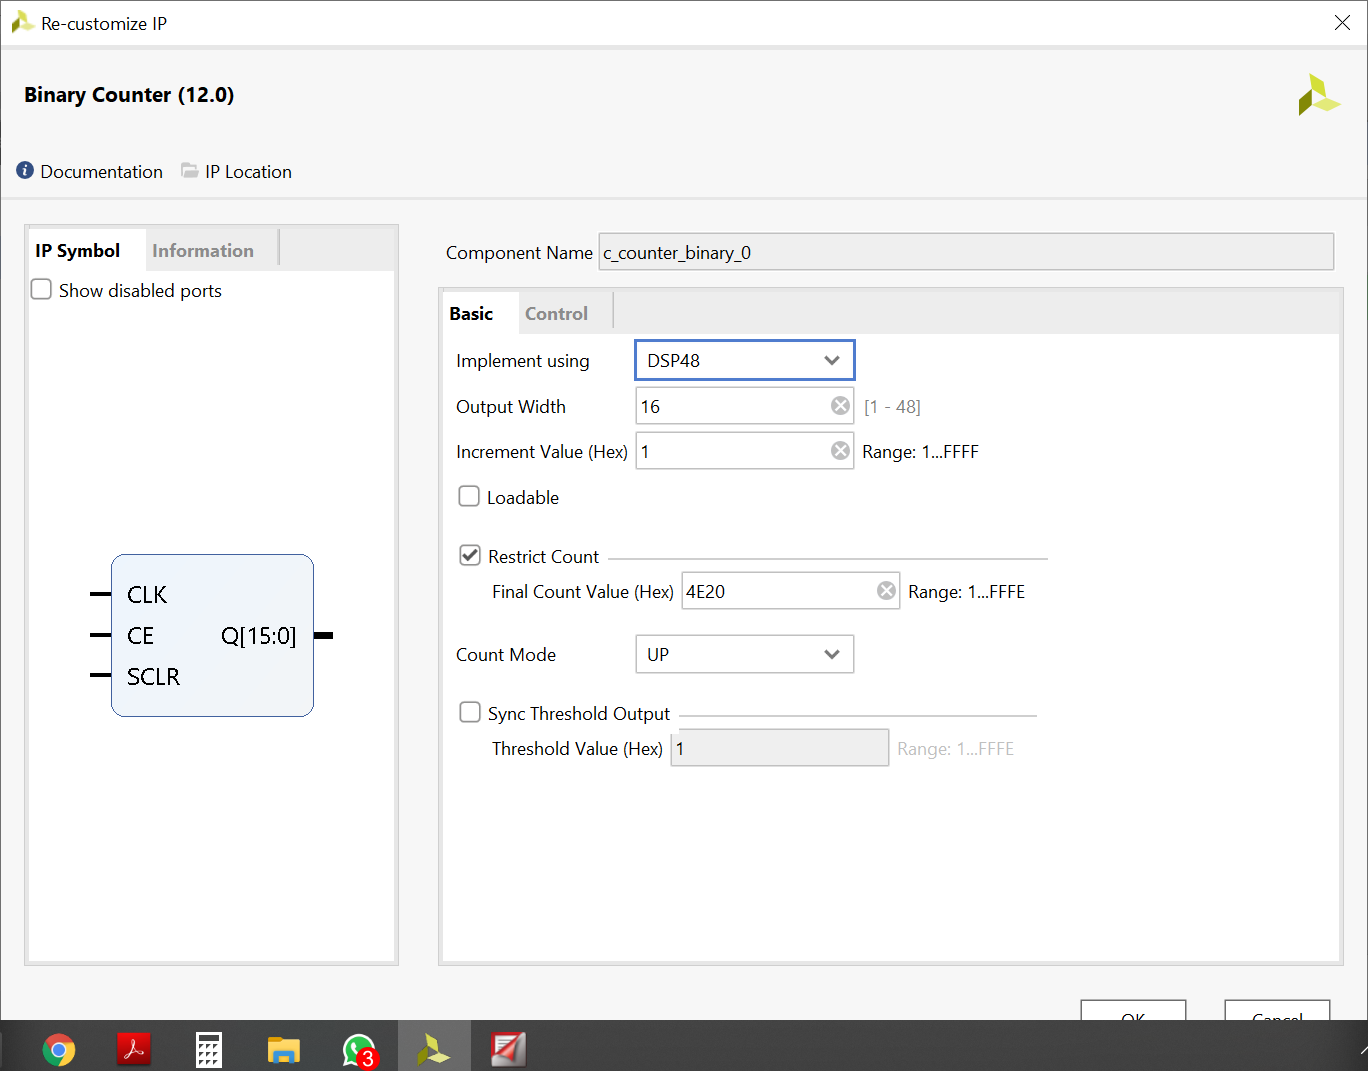 Re-customize IP
Binary Counter (12.0)
Documentation IP Location
IP Symbol Information
Show disabled ports
CLK
CE Q[15:0]
SCLR
Component Name c_counter_binary_0
Basic Control
Implement using DSP48
Output Width 16 [1 - 48]
Increment Value (Hex) 1 Range: 1...FFFF
Loadable
Restrict Count
Final Count Value (Hex) 4E20 Range: 1...FFFE
Count Mode UP
Sync Threshold Output
Threshold Value (Hex) 1 Range: 1...FFFE
OK Cancel
3